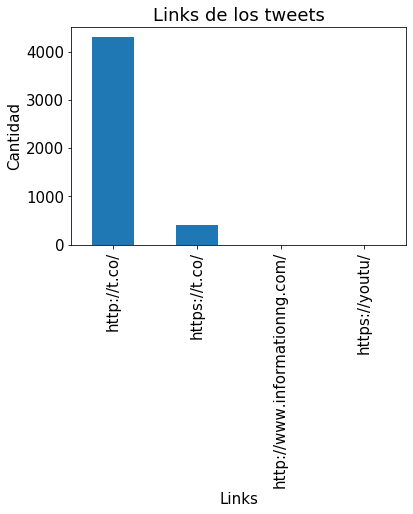 Links de los tweets
Cantidad
4000
3000
2000
1000
0
http://t.co/
https://t.co/
http://www.informationng.com/
https://youtu/
Links